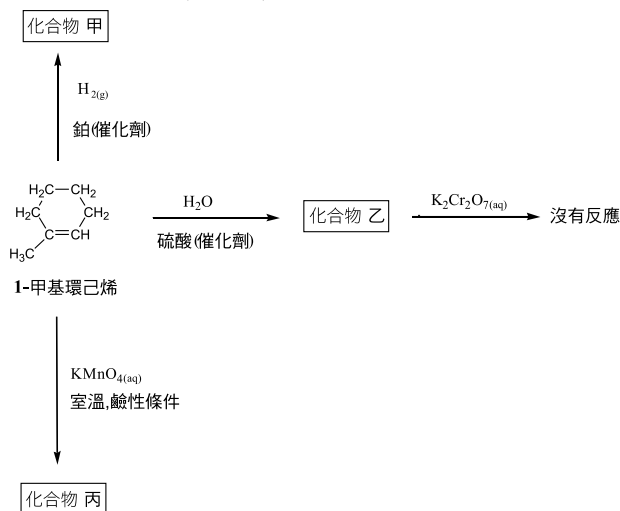 化合物 甲
H2(g)
鉑(催化劑)
H2C-CH2
H2C CH2
C=CH
H3C
1-甲基環己烯
H2O
硫酸(催化劑)
化合物 乙
K2Cr2O7(aq)
沒有反應
KMnO4(aq)
室溫,鹼性條件
化合物 丙